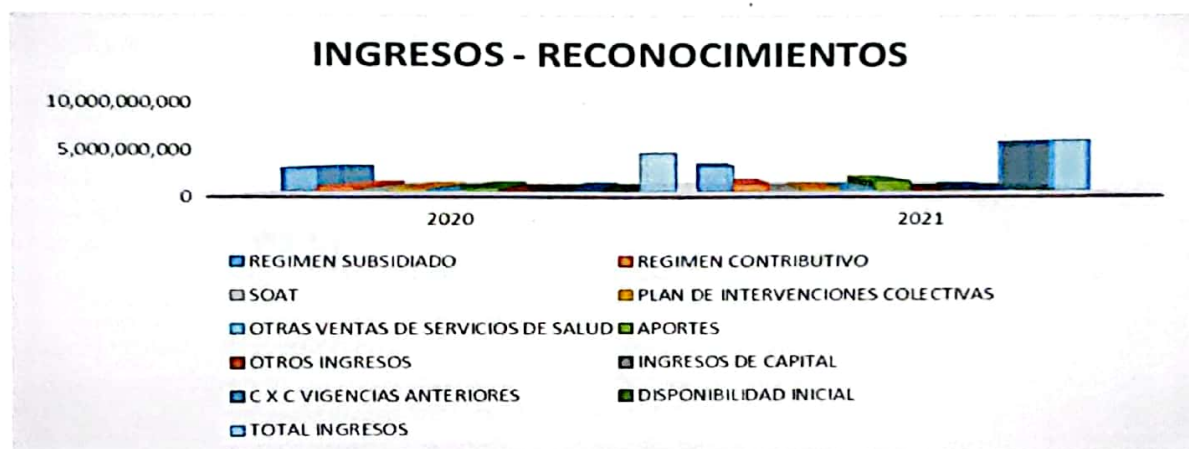 INGRESOS - RECONOCIMIENTOS
10,000,000,000
5,000,000,000
0
2020 2021
REGIMEN SUBSIDIADO REGIMEN CONTRIBUTIVO
SOAT PLAN DE INTERVENCIONES COLECTIVAS
OTRAS VENTAS DE SERVICIOS DE SALUD APORTES
OTROS INGRESOS INGRESOS DE CAPITAL
C X C VIGENCIAS ANTERIORES DISPONIBILIDAD INICIAL
TOTAL INGRESOS